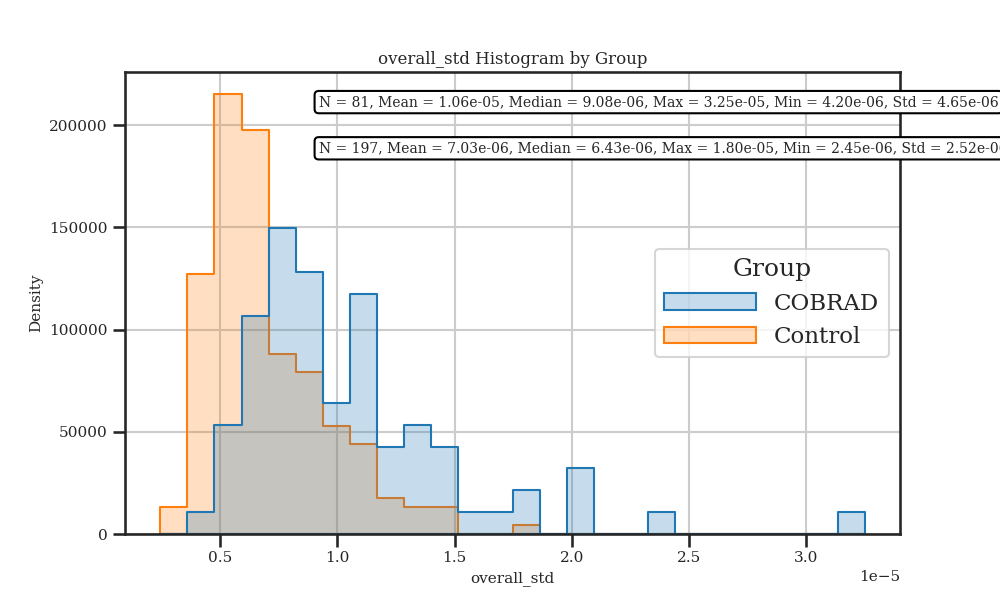 overall_std Histogram by Group
N = 81, Mean = 1.06e-05, Median = 9.08e-06, Max = 3.25e-05, Min = 4.20e-06, Std = 4.65e-06
N = 197, Mean = 7.03e-06, Median = 6.43e-06, Max = 1.80e-05, Min = 2.45e-06, Std = 2.52e-0
200000
150000
100000
50000
0
Density
Group
COBRAD
Control
0.5 1.0 1.5 2.0 2.5 3.0
1e−5
overall_std